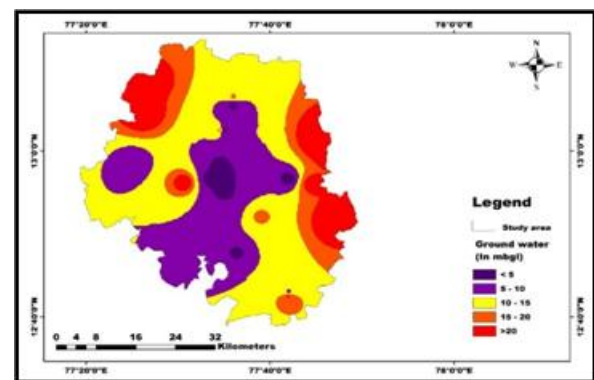 77°20'0"E 77°40'0"E 78°0'0"E
N
W E
S
13°0'0"N 13°0'0"N
Legend
Study area
Ground water
(In mbgl)
< 5
5 - 10
10 - 15
15 - 20
>20
12°40'0"N 12°40'0"N
0 4 8 16 24 32
Kilometers
77°20'0"E 77°40'0"E 78°0'0"E